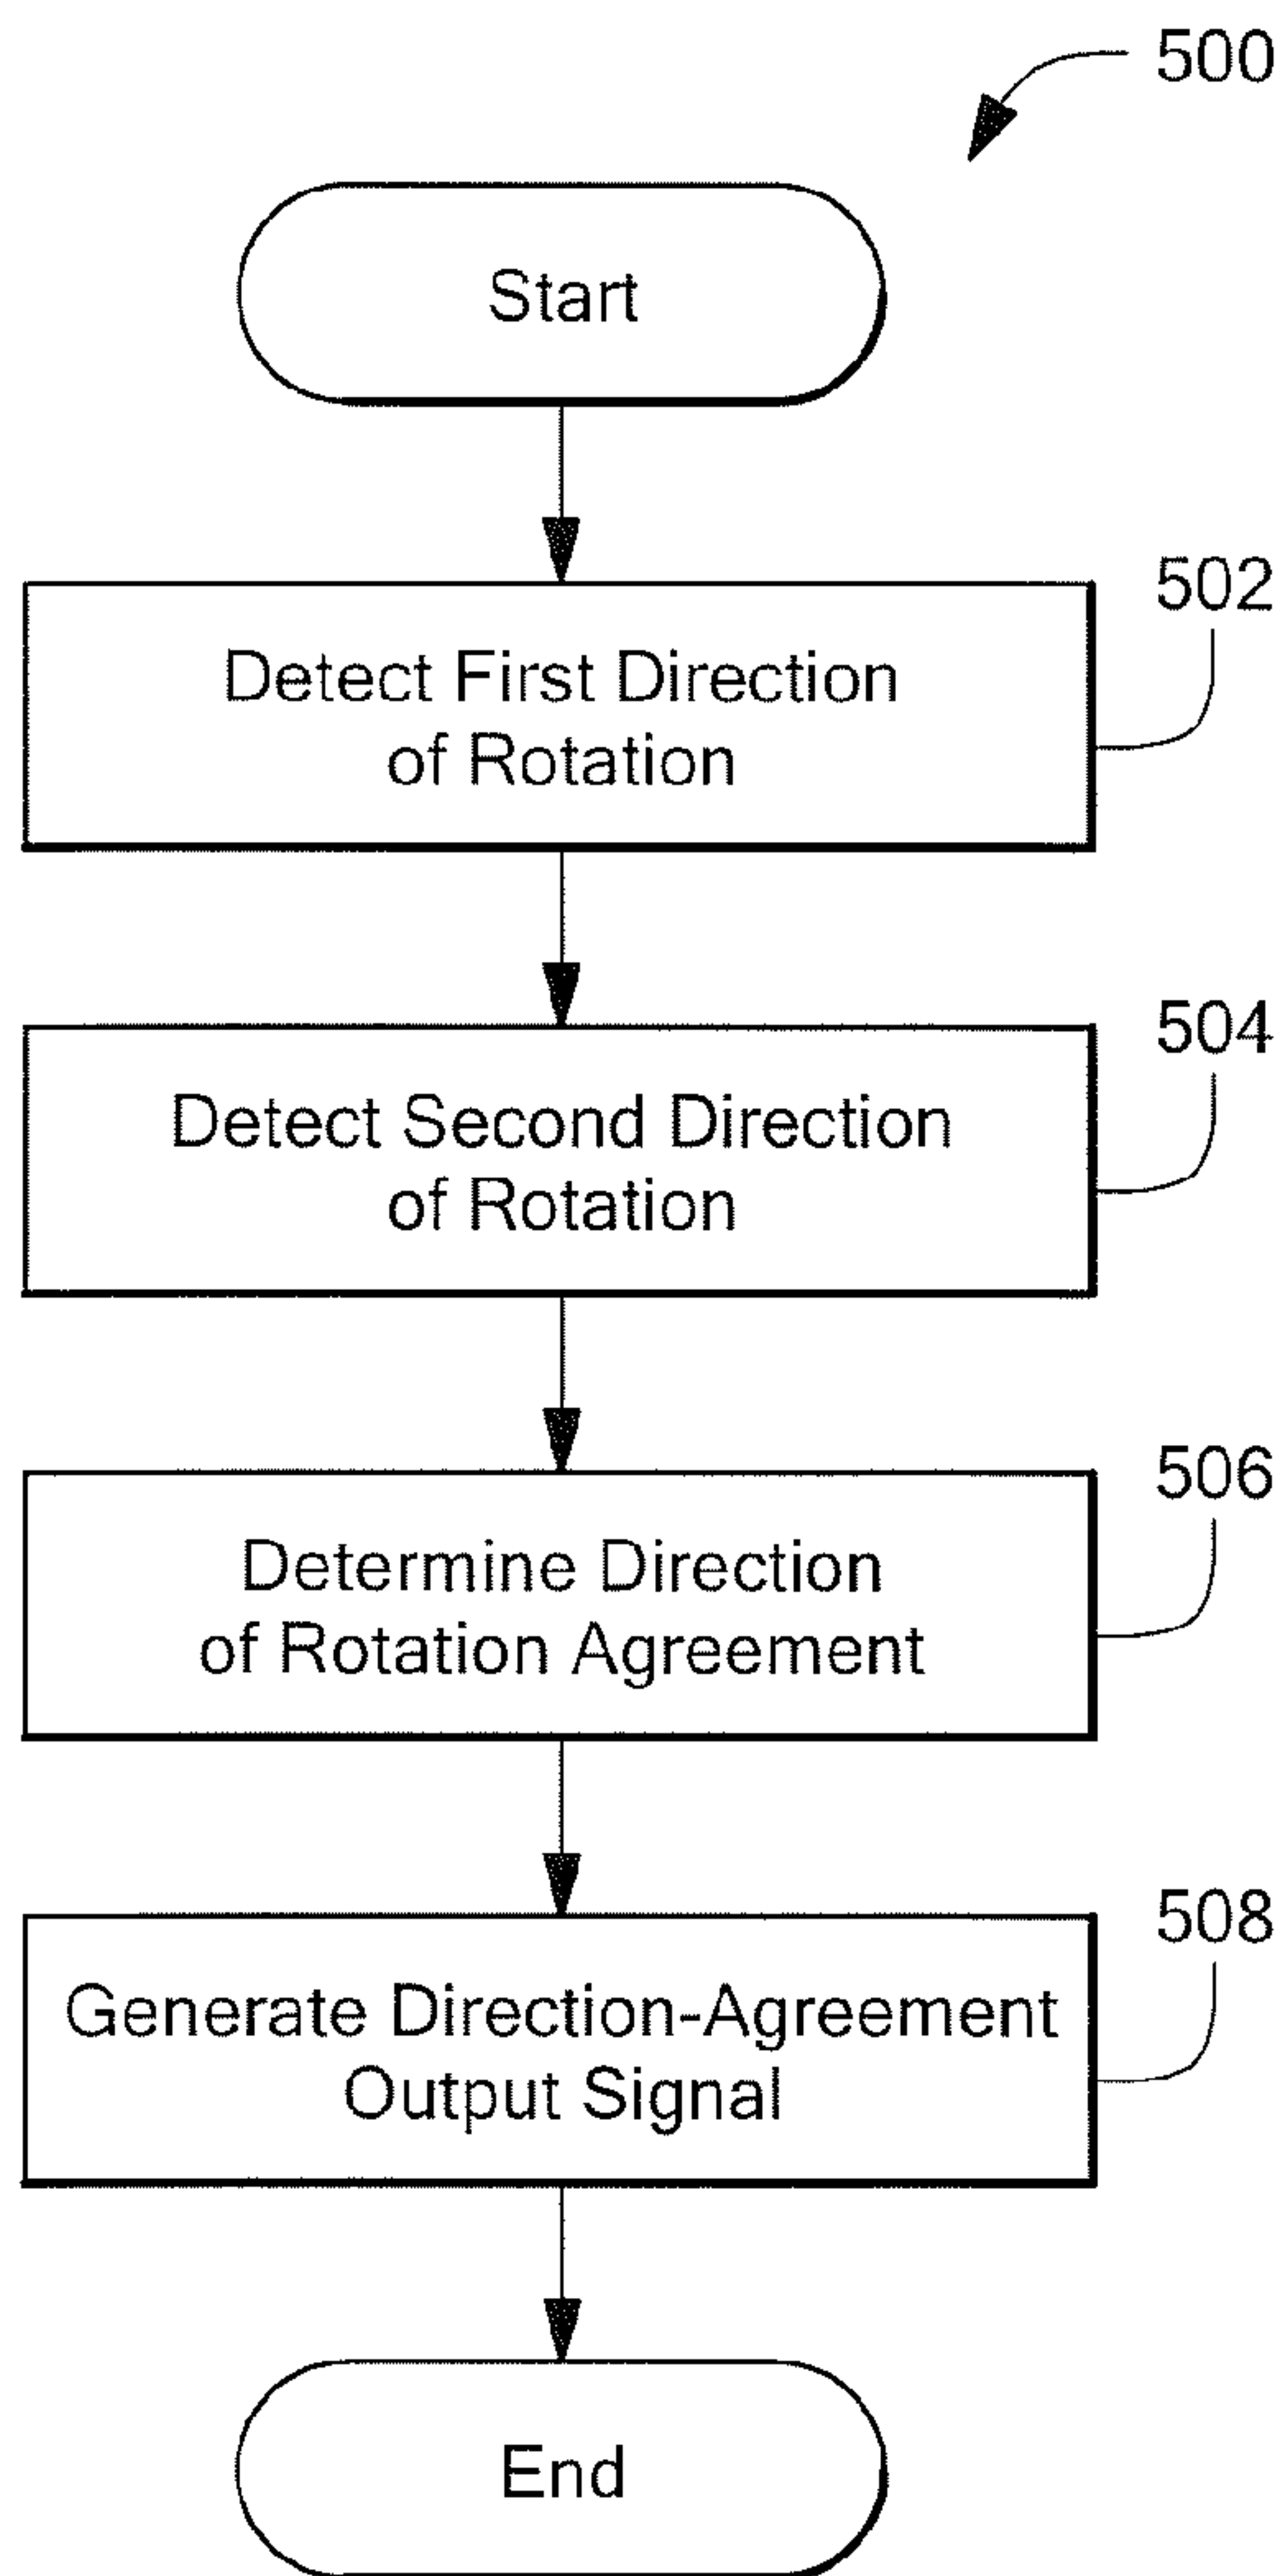 500
Start
502
Detect First Direction
of Rotation
504
Detect Second Direction
of Rotation
506
Determine Direction
of Rotation Agreement
508
Generate Direction-Agreement
Output Signal
End